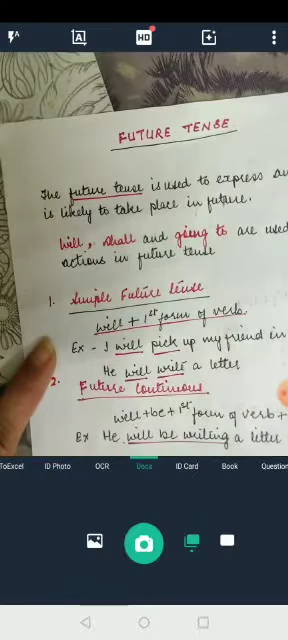 HD
FUTURE TENSE
The future tense is used to express an
is likely to take place in future.
Will, shall and going to are used
actions in future tense
1. Simple Future tense
will + 1st form of verb.
Ex - I will pick up my friend in
He will a letter
2. Future Continuous
will + be + 1st form of verb +
Ex He will be writing a letter
ToExcel ID Photo OCR Docs ID Card Book Question